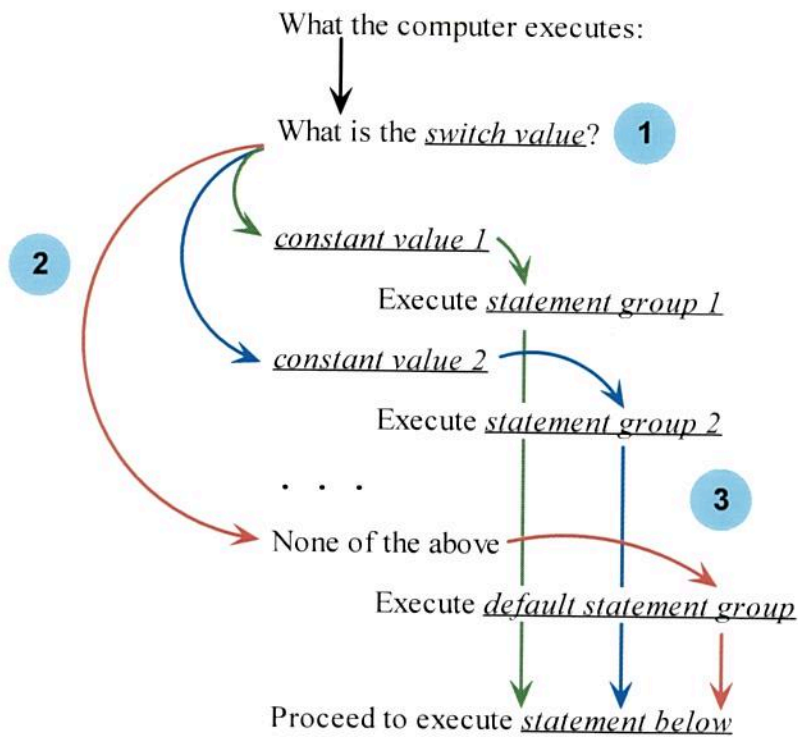 What the computer executes:
What is the switch value?
1
2
constant value 1
Execute statement group 1
constant value 2
Execute statement group 2
. . .
3
None of the above
Execute default statement group
Proceed to execute statement below